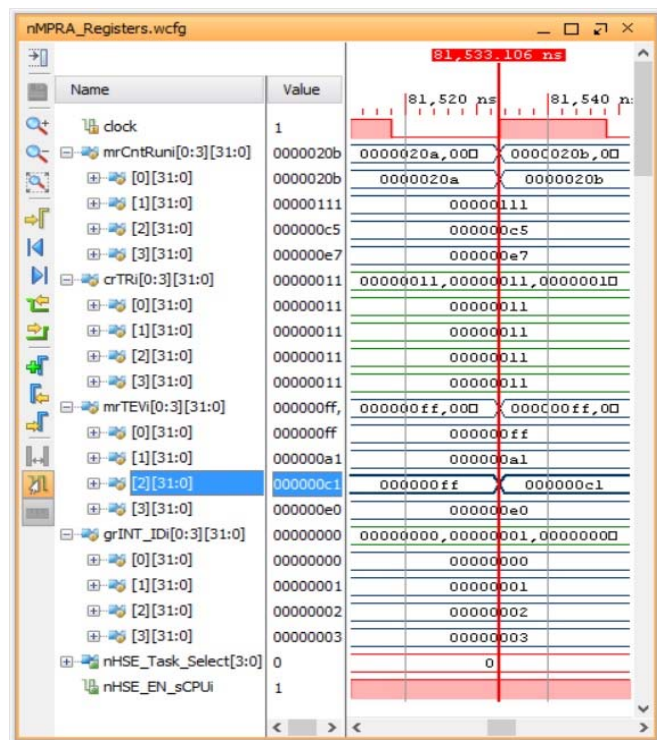 nMPRA_Registers.wcfg
81,533.106 ns
Name Value 81,520 ns 81,540 n
clock 1
mrCntRuni[0:3][31:0] 0000020b 0000020a,00 0000020b,00
[0][31:0] 0000020b 0000020a 0000020b
[1][31:0] 00000111 00000111
[2][31:0] 000000c5 000000c5
[3][31:0] 000000e7 000000e7
crTRi[0:3][31:0] 00000011 00000011,00000011,0000001
[0][31:0] 00000011 00000011
[1][31:0] 00000011 00000011
[2][31:0] 00000011 00000011
[3][31:0] 00000011 00000011
mrTEVi[0:3][31:0] 000000ff, 000000ff,00 000000ff,00
[0][31:0] 000000ff 000000ff
[1][31:0] 000000a1 000000a1
[2][31:0] 000000c1 000000ff 000000c1
[3][31:0] 000000e0 000000e0
grINT_IDi[0:3][31:0] 00000000 00000000,00000001,0000000
[0][31:0] 00000000 00000000
[1][31:0] 00000001 00000001
[2][31:0] 00000002 00000002
[3][31:0] 00000003 00000003
nHSE_Task_Select[3:0] 0 0
nHSE_EN_sCPUi 1